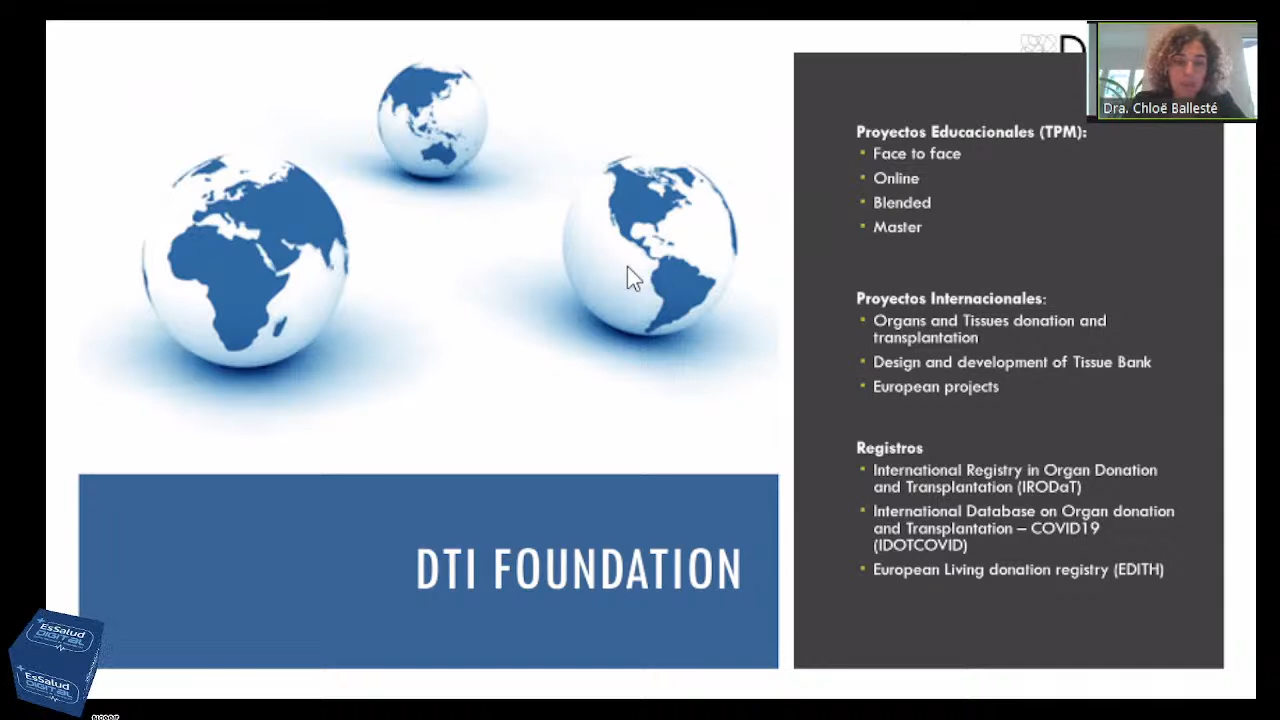 D
Dra. Chloë Ballesté
Proyectos Educacionales (TPM):
Face to face
Online
Blended
Master
Proyectos Internacionales:
Organs and Tissues donation and
transplantation
Design and development of Tissue Bank
European projects
Registros
International Registry in Organ Donation
and Transplantation (IRODaT)
International Database on Organ donation
and Transplantation – COVID19
(IDOTCOVID)
European Living donation registry (EDITH)
DTI FOUNDATION
EsSalud
DIGITAL
EsSalud
DIGITAL